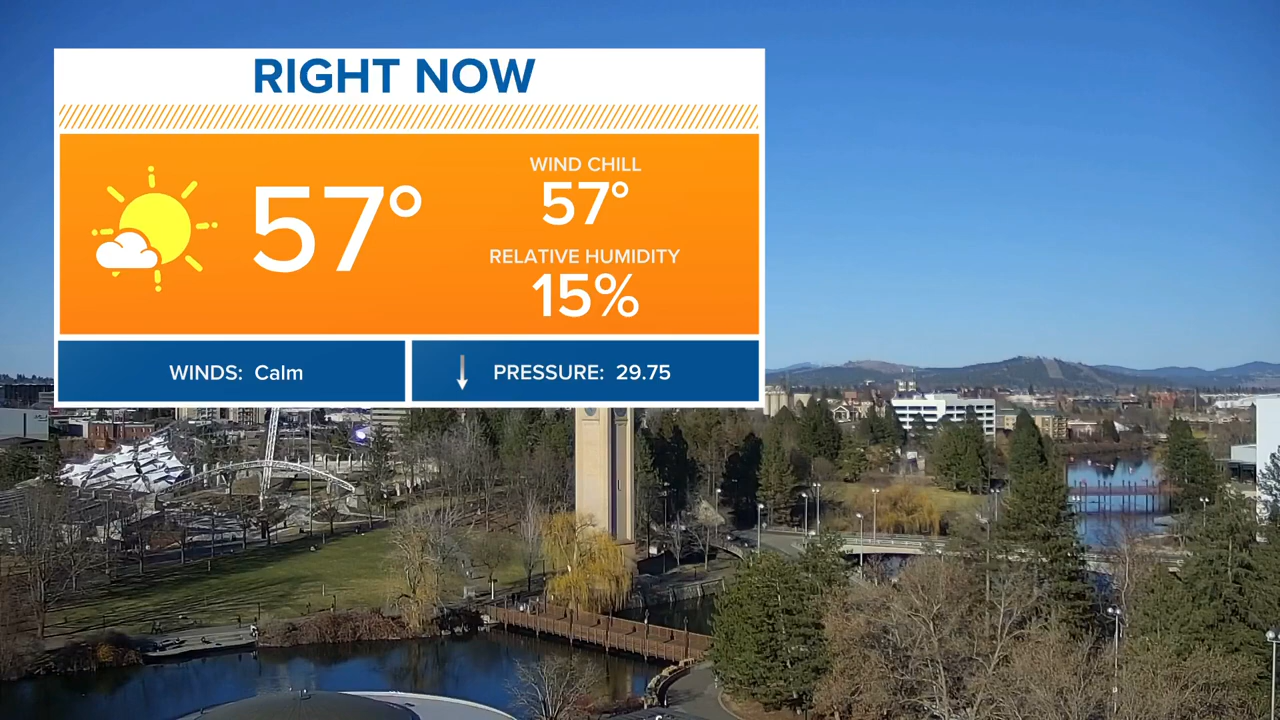 RIGHT NOW
57°
WIND CHILL
57°
RELATIVE HUMIDITY
15%
WINDS: Calm
PRESSURE: 29.75